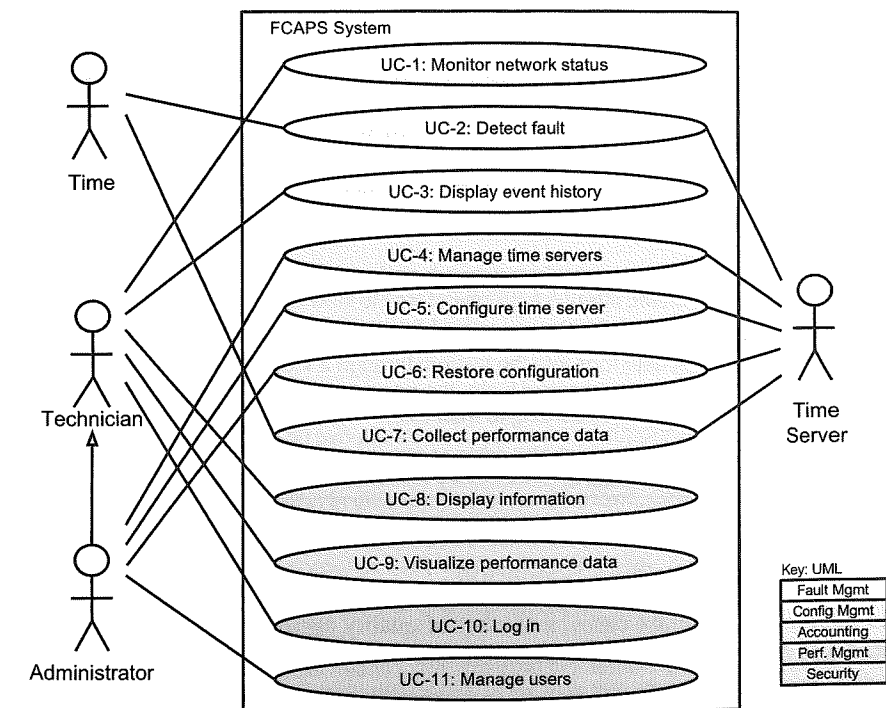 FCAPS System
UC-1: Monitor network status
UC-2: Detect fault
Time
UC-3: Display event history
UC-4: Manage time servers
UC-5: Configure time server
UC-6: Restore configuration
Technician
Time
Server
UC-7: Collect performance data
UC-8: Display information
UC-9: Visualize performance data
Key: UML
Fault Mgmt
Config Mgmt
Accounting
Perf. Mgmt
Security
UC-10: Log in
Administrator
UC-11: Manage users